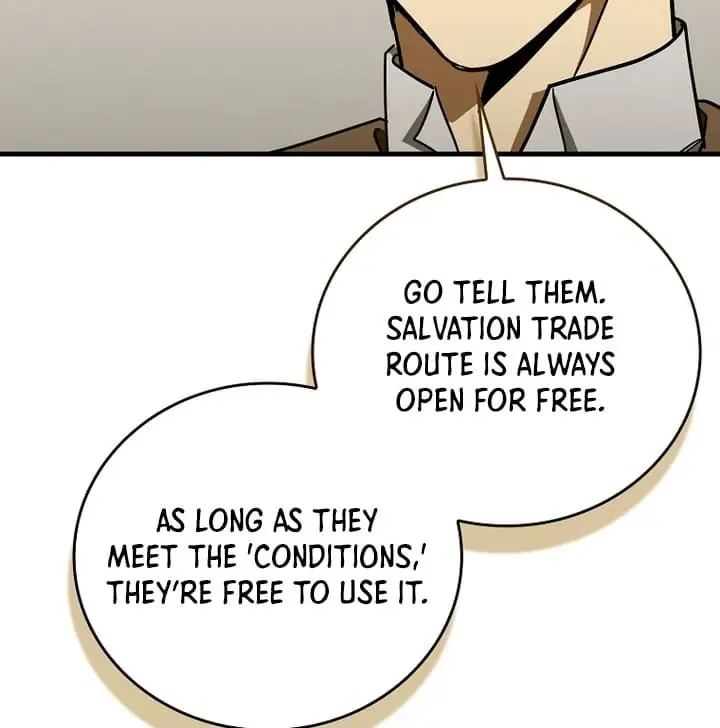 GO TELL THEM.
SALVATION TRADE
ROUTE IS ALWAYS
OPEN FOR FREE.
AS LONG AS THEY
MEET THE 'CONDITIONS,'
THEY'RE FREE TO USE IT.